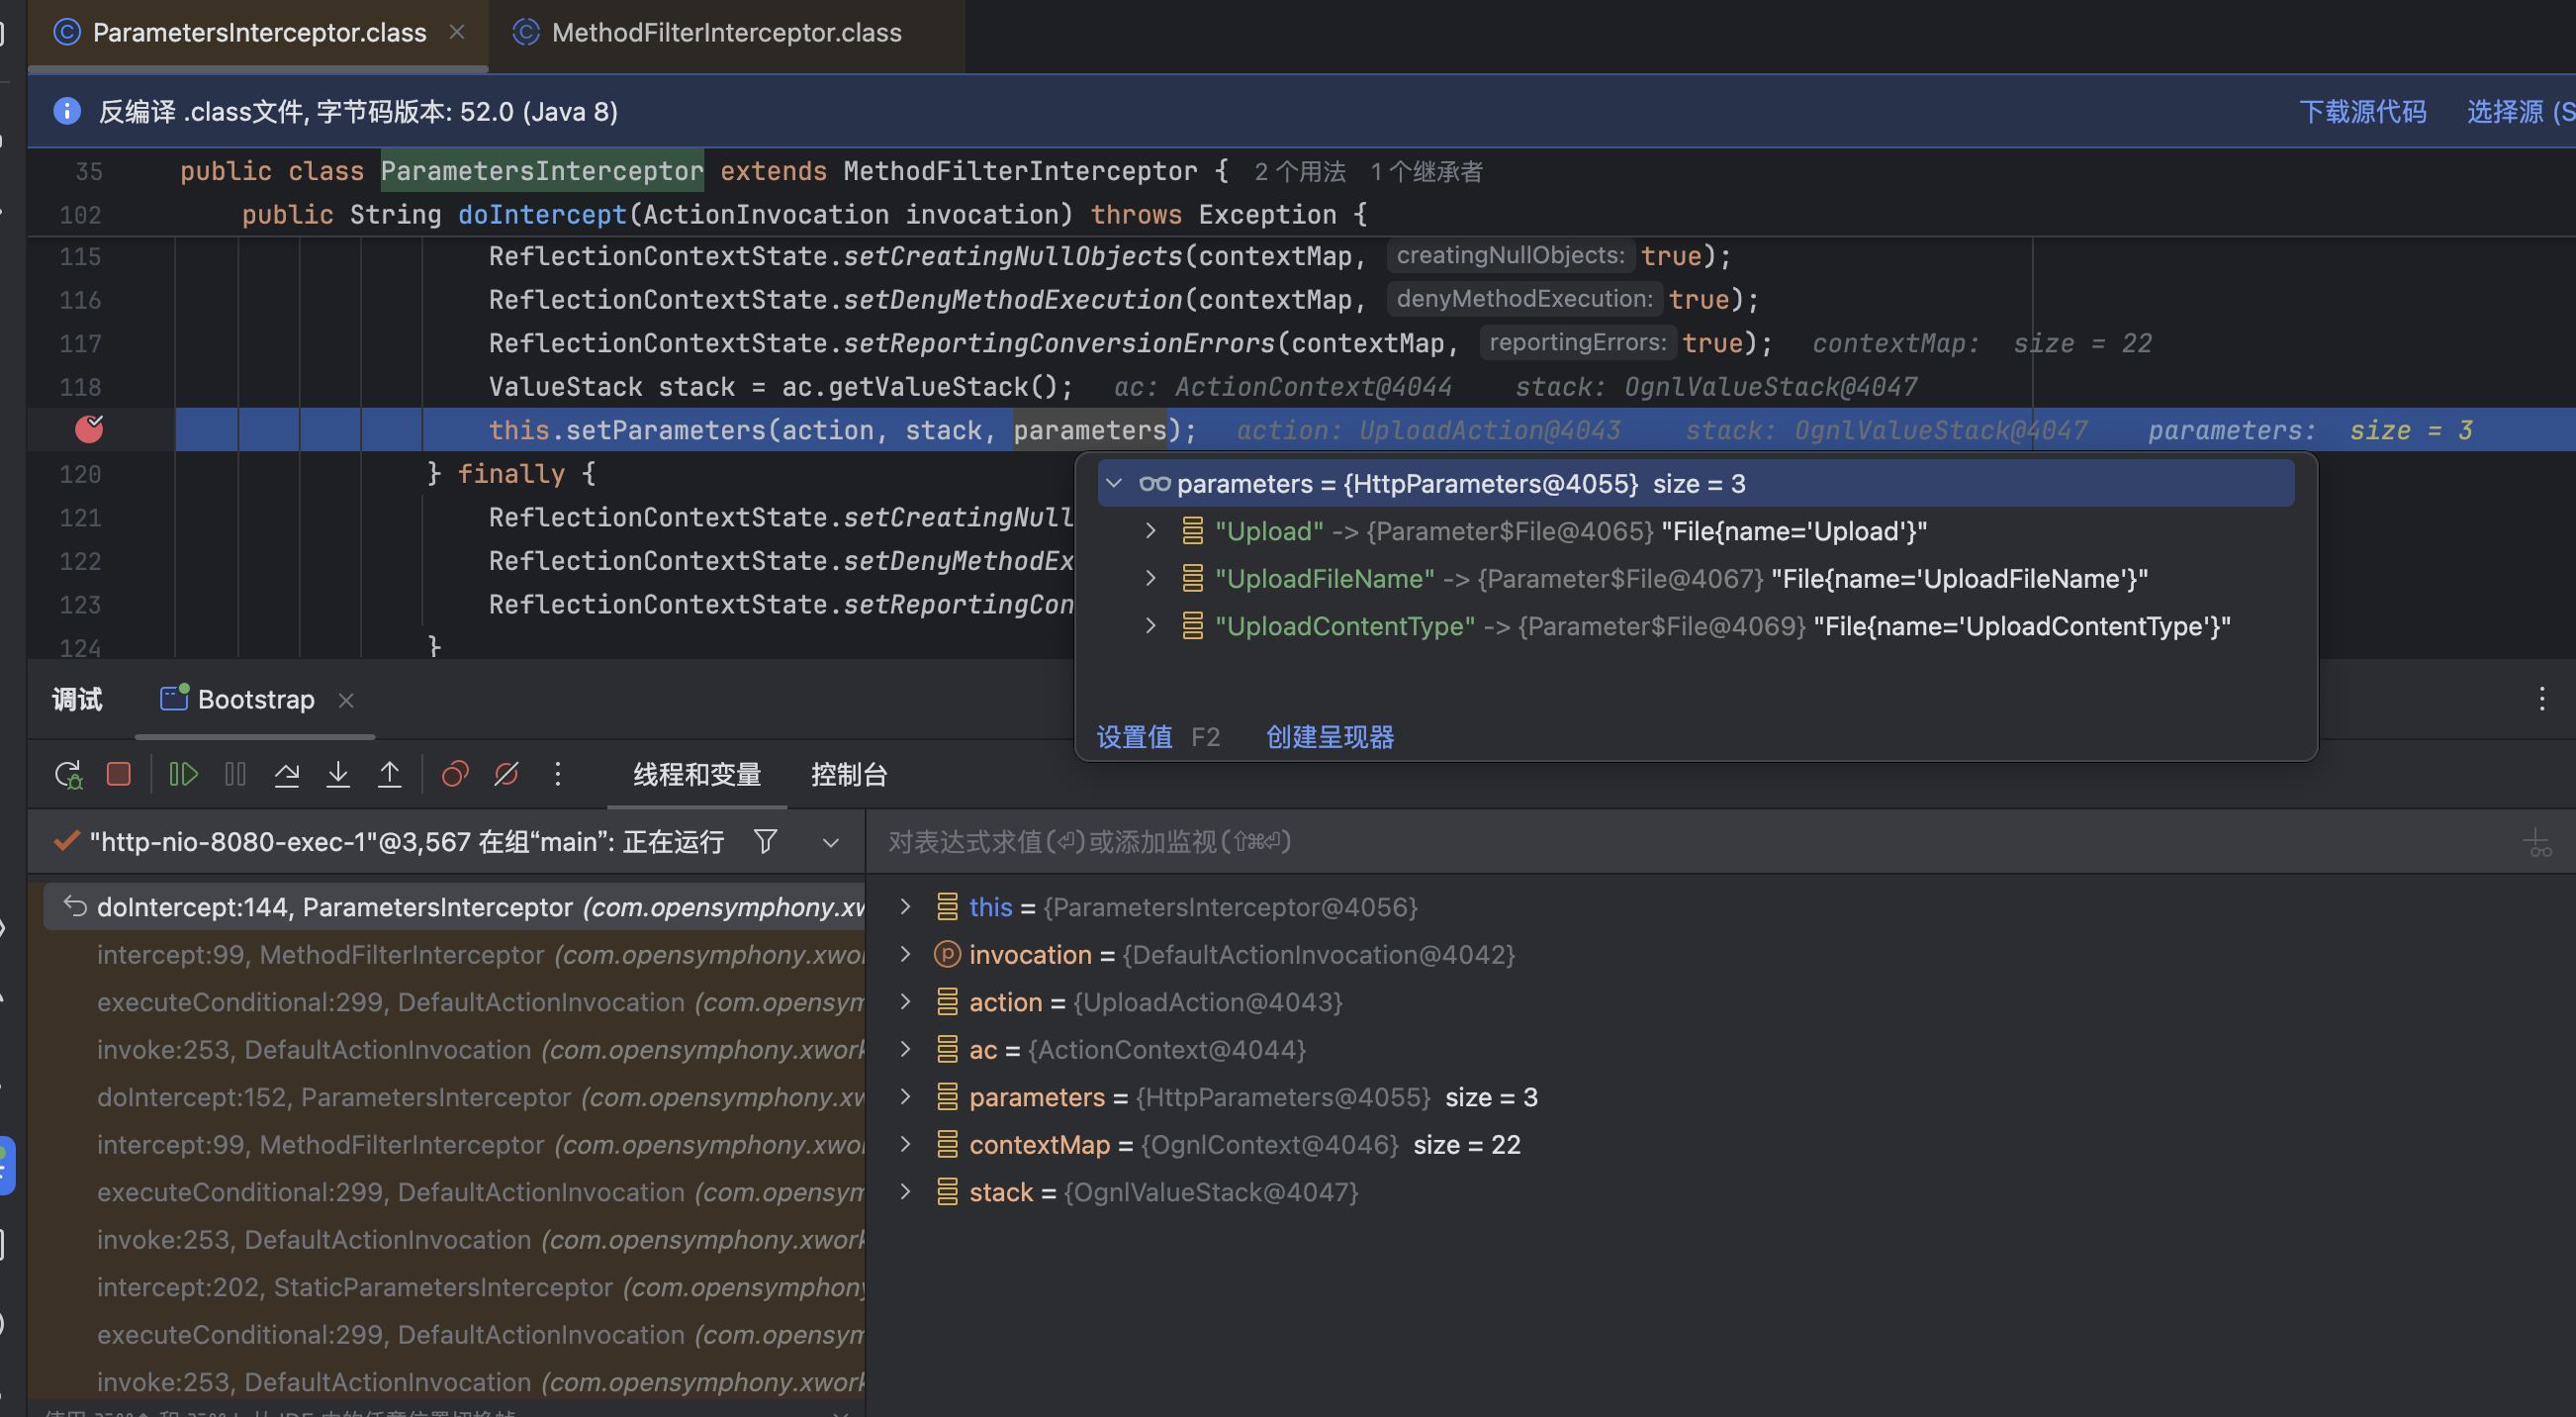 ParametersInterceptor.class
MethodFilterInterceptor.class
反编译 .class文件, 字节码版本: 52.0 (Java 8)
下载源代码
选择源 (S
35 public class ParametersInterceptor extends MethodFilterInterceptor { 2 个用法 1 个继承者
102 public String doIntercept(ActionInvocation invocation) throws Exception {
115 ReflectionContextState.setCreatingNullObjects(contextMap, creatingNullObjects: true);
116 ReflectionContextState.setDenyMethodExecution(contextMap, denyMethodExecution: true);
117 ReflectionContextState.setReportingConversionErrors(contextMap, reportingErrors: true); contextMap: size = 22
118 ValueStack stack = ac.getValueStack(); ac: ActionContext@4044 stack: OgnlValueStack@4047
this.setParameters(action, stack, parameters); action: UploadAction@4043 stack: OgnlValueStack@4047 parameters: size = 3
120 } finally {
121 ReflectionContextState.setCreatingNull
122 ReflectionContextState.setDenyMethodEx
123 ReflectionContextState.setReportingCon
124 }
parameters = {HttpParameters@4055} size = 3
"Upload" -> {Parameter$File@4065} "File{name='Upload'}"
"UploadFileName" -> {Parameter$File@4067} "File{name='UploadFileName'}"
"UploadContentType" -> {Parameter$File@4069} "File{name='UploadContentType'}"
设置值 F2 创建呈现器
调试
Bootstrap
线程和变量
控制台
"http-nio-8080-exec-1"@3,567 在组“main”: 正在运行
对表达式求值(⏎)或添加监视(⇧⌘⏎)
doIntercept:144, ParametersInterceptor (com.opensymphony.xw
intercept:99, MethodFilterInterceptor (com.opensymphony.xwor
executeConditional:299, DefaultActionInvocation (com.opensym
invoke:253, DefaultActionInvocation (com.opensymphony.xwork
doIntercept:152, ParametersInterceptor (com.opensymphony.xw
intercept:99, MethodFilterInterceptor (com.opensymphony.xwor
executeConditional:299, DefaultActionInvocation (com.opensym
invoke:253, DefaultActionInvocation (com.opensymphony.xwork
intercept:202, StaticParametersInterceptor (com.opensymphony
executeConditional:299, DefaultActionInvocation (com.opensym
invoke:253, DefaultActionInvocation (com.opensymphony.xwork
this = {ParametersInterceptor@4056}
invocation = {DefaultActionInvocation@4042}
action = {UploadAction@4043}
ac = {ActionContext@4044}
parameters = {HttpParameters@4055} size = 3
contextMap = {OgnlContext@4046} size = 22
stack = {OgnlValueStack@4047}